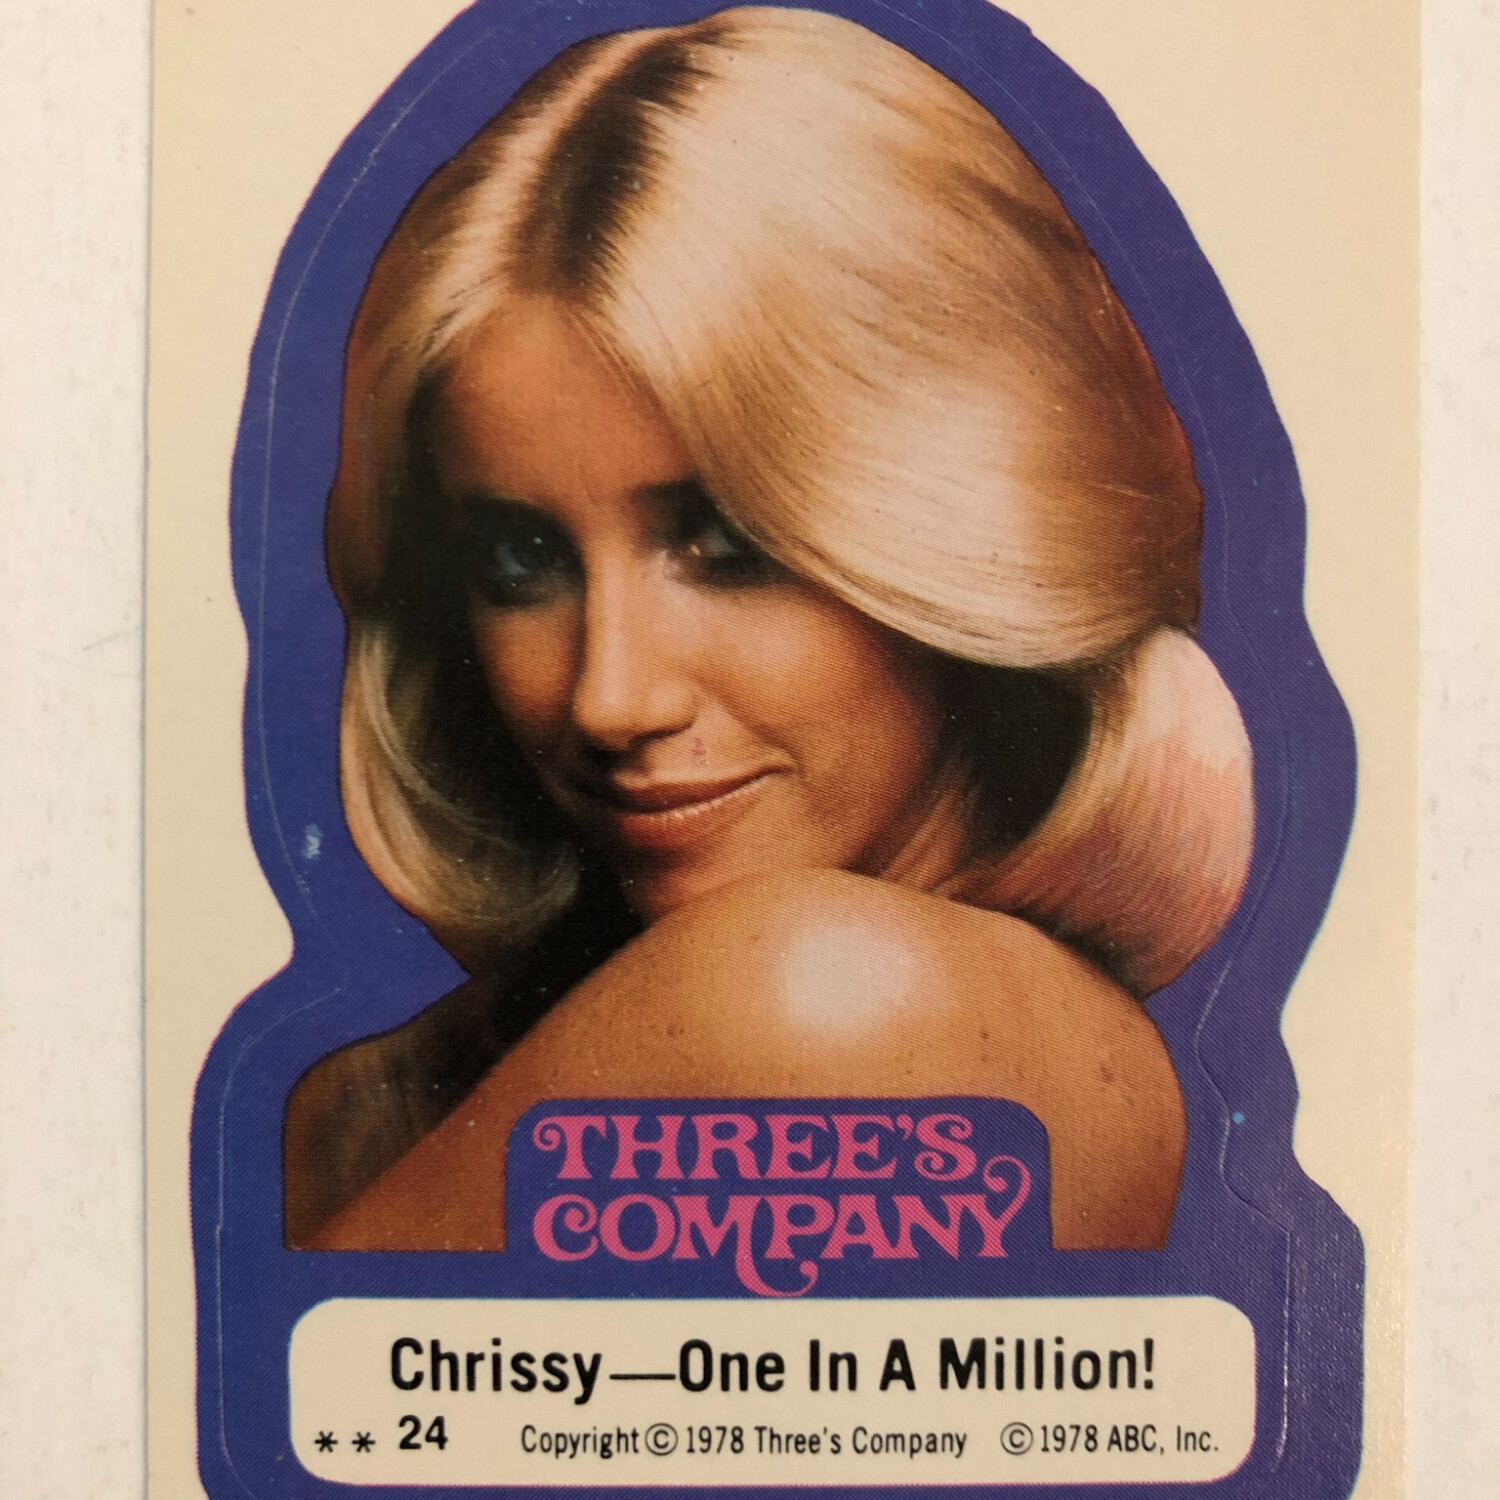 THREE'S
COMPANY
Chrissy—One In A Million!
** 24 Copyright © 1978 Three's Company © 1978 ABC, Inc.